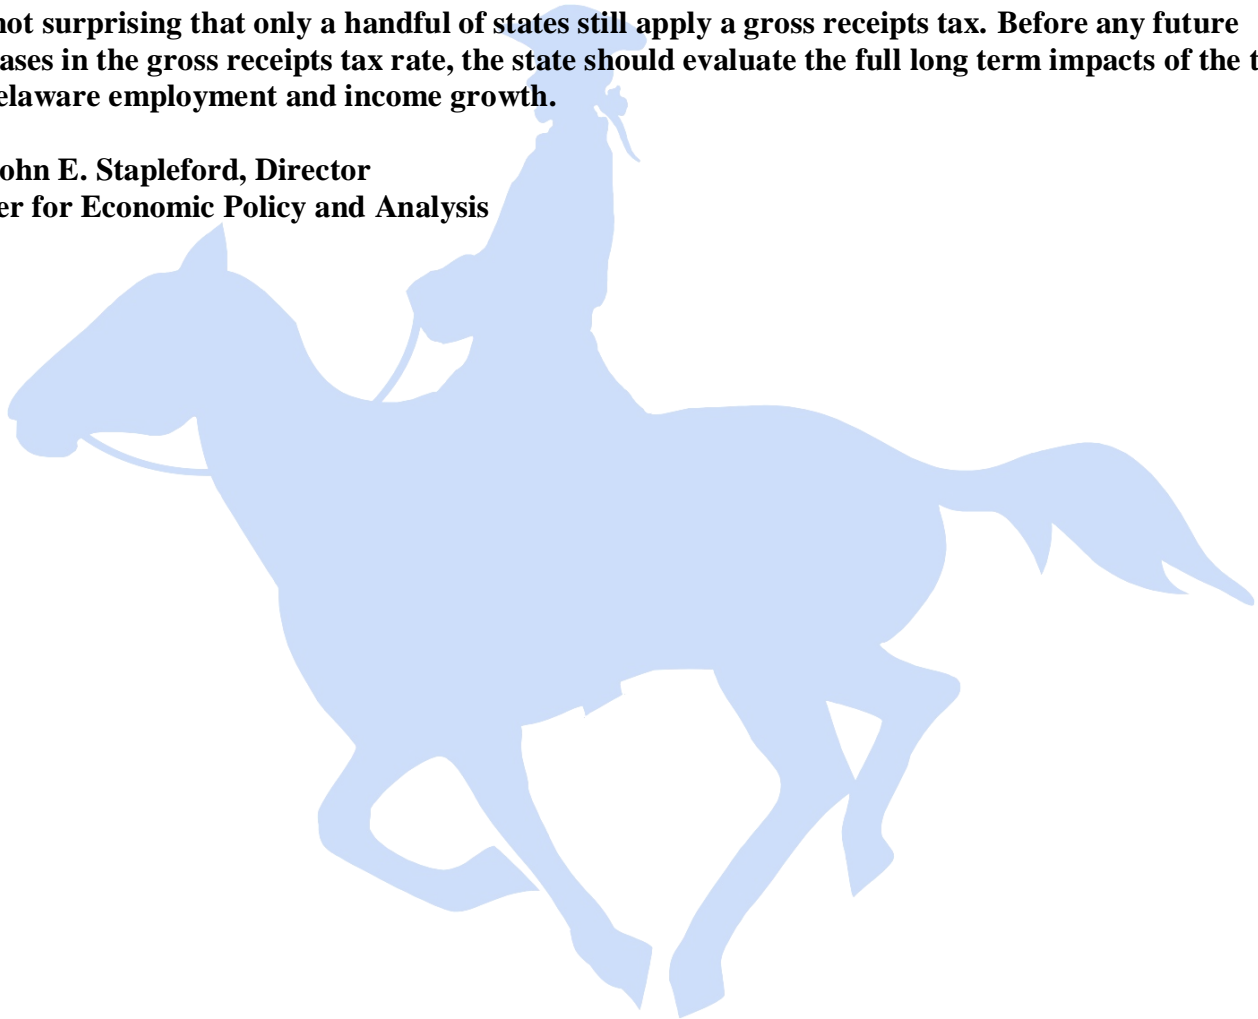 not surprising that only a handful of states still apply a gross receipts tax. Before any future
ases in the gross receipts tax rate, the state should evaluate the full long term impacts of the t
elaware employment and income growth.
ohn E. Stapleford, Director
er for Economic Policy and Analysis